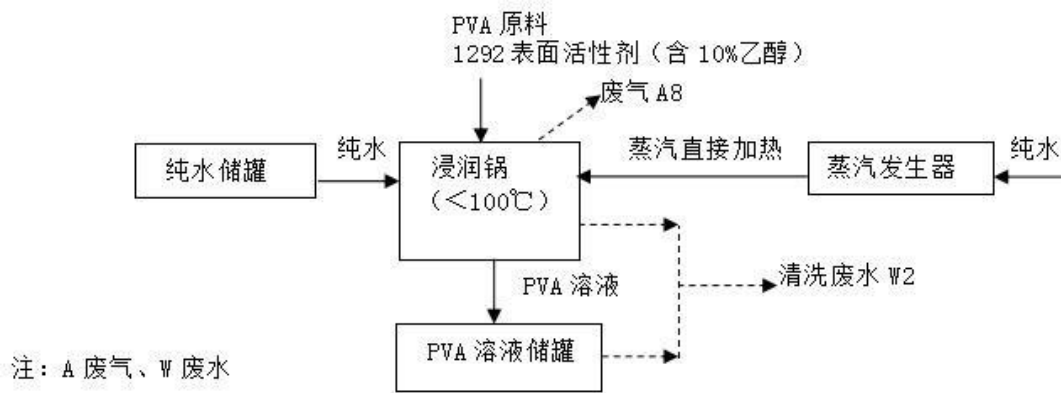 PVA 原料
1292 表面活性剂（含 10%乙醇）
废气 A8
纯水储罐
纯水
浸润锅
（＜100℃）
蒸汽直接加热
蒸汽发生器
纯水
PVA 溶液
清洗废水 W2
PVA 溶液储罐
注：A 废气、W 废水